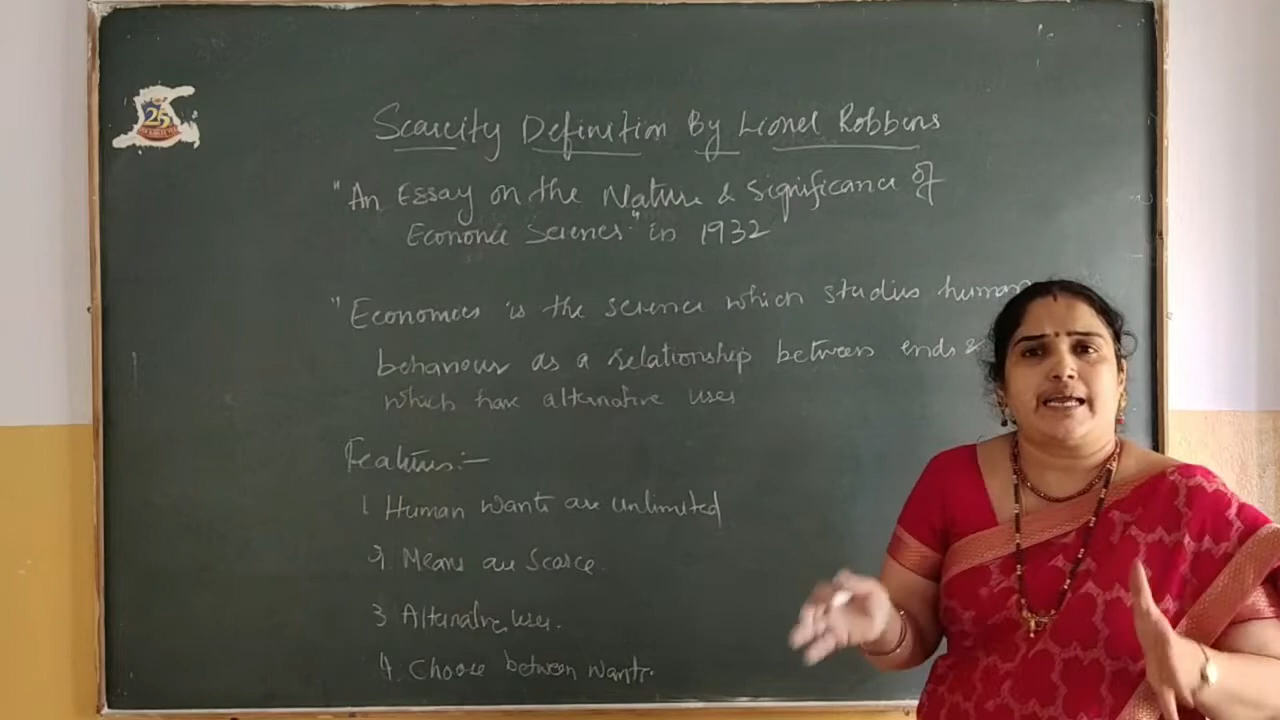 25
Scarcity Definition By Lionel Robbins
"An Essay on the Nature & Significance of
Economic Science" in 1932
"Economics is the science which studies human
behaviour as a relationship between ends &
which have alternative uses
Features:-
1 Human wants are unlimited
2. Means are Scarce.
3 Alternative uses.
4. Choose between wants.